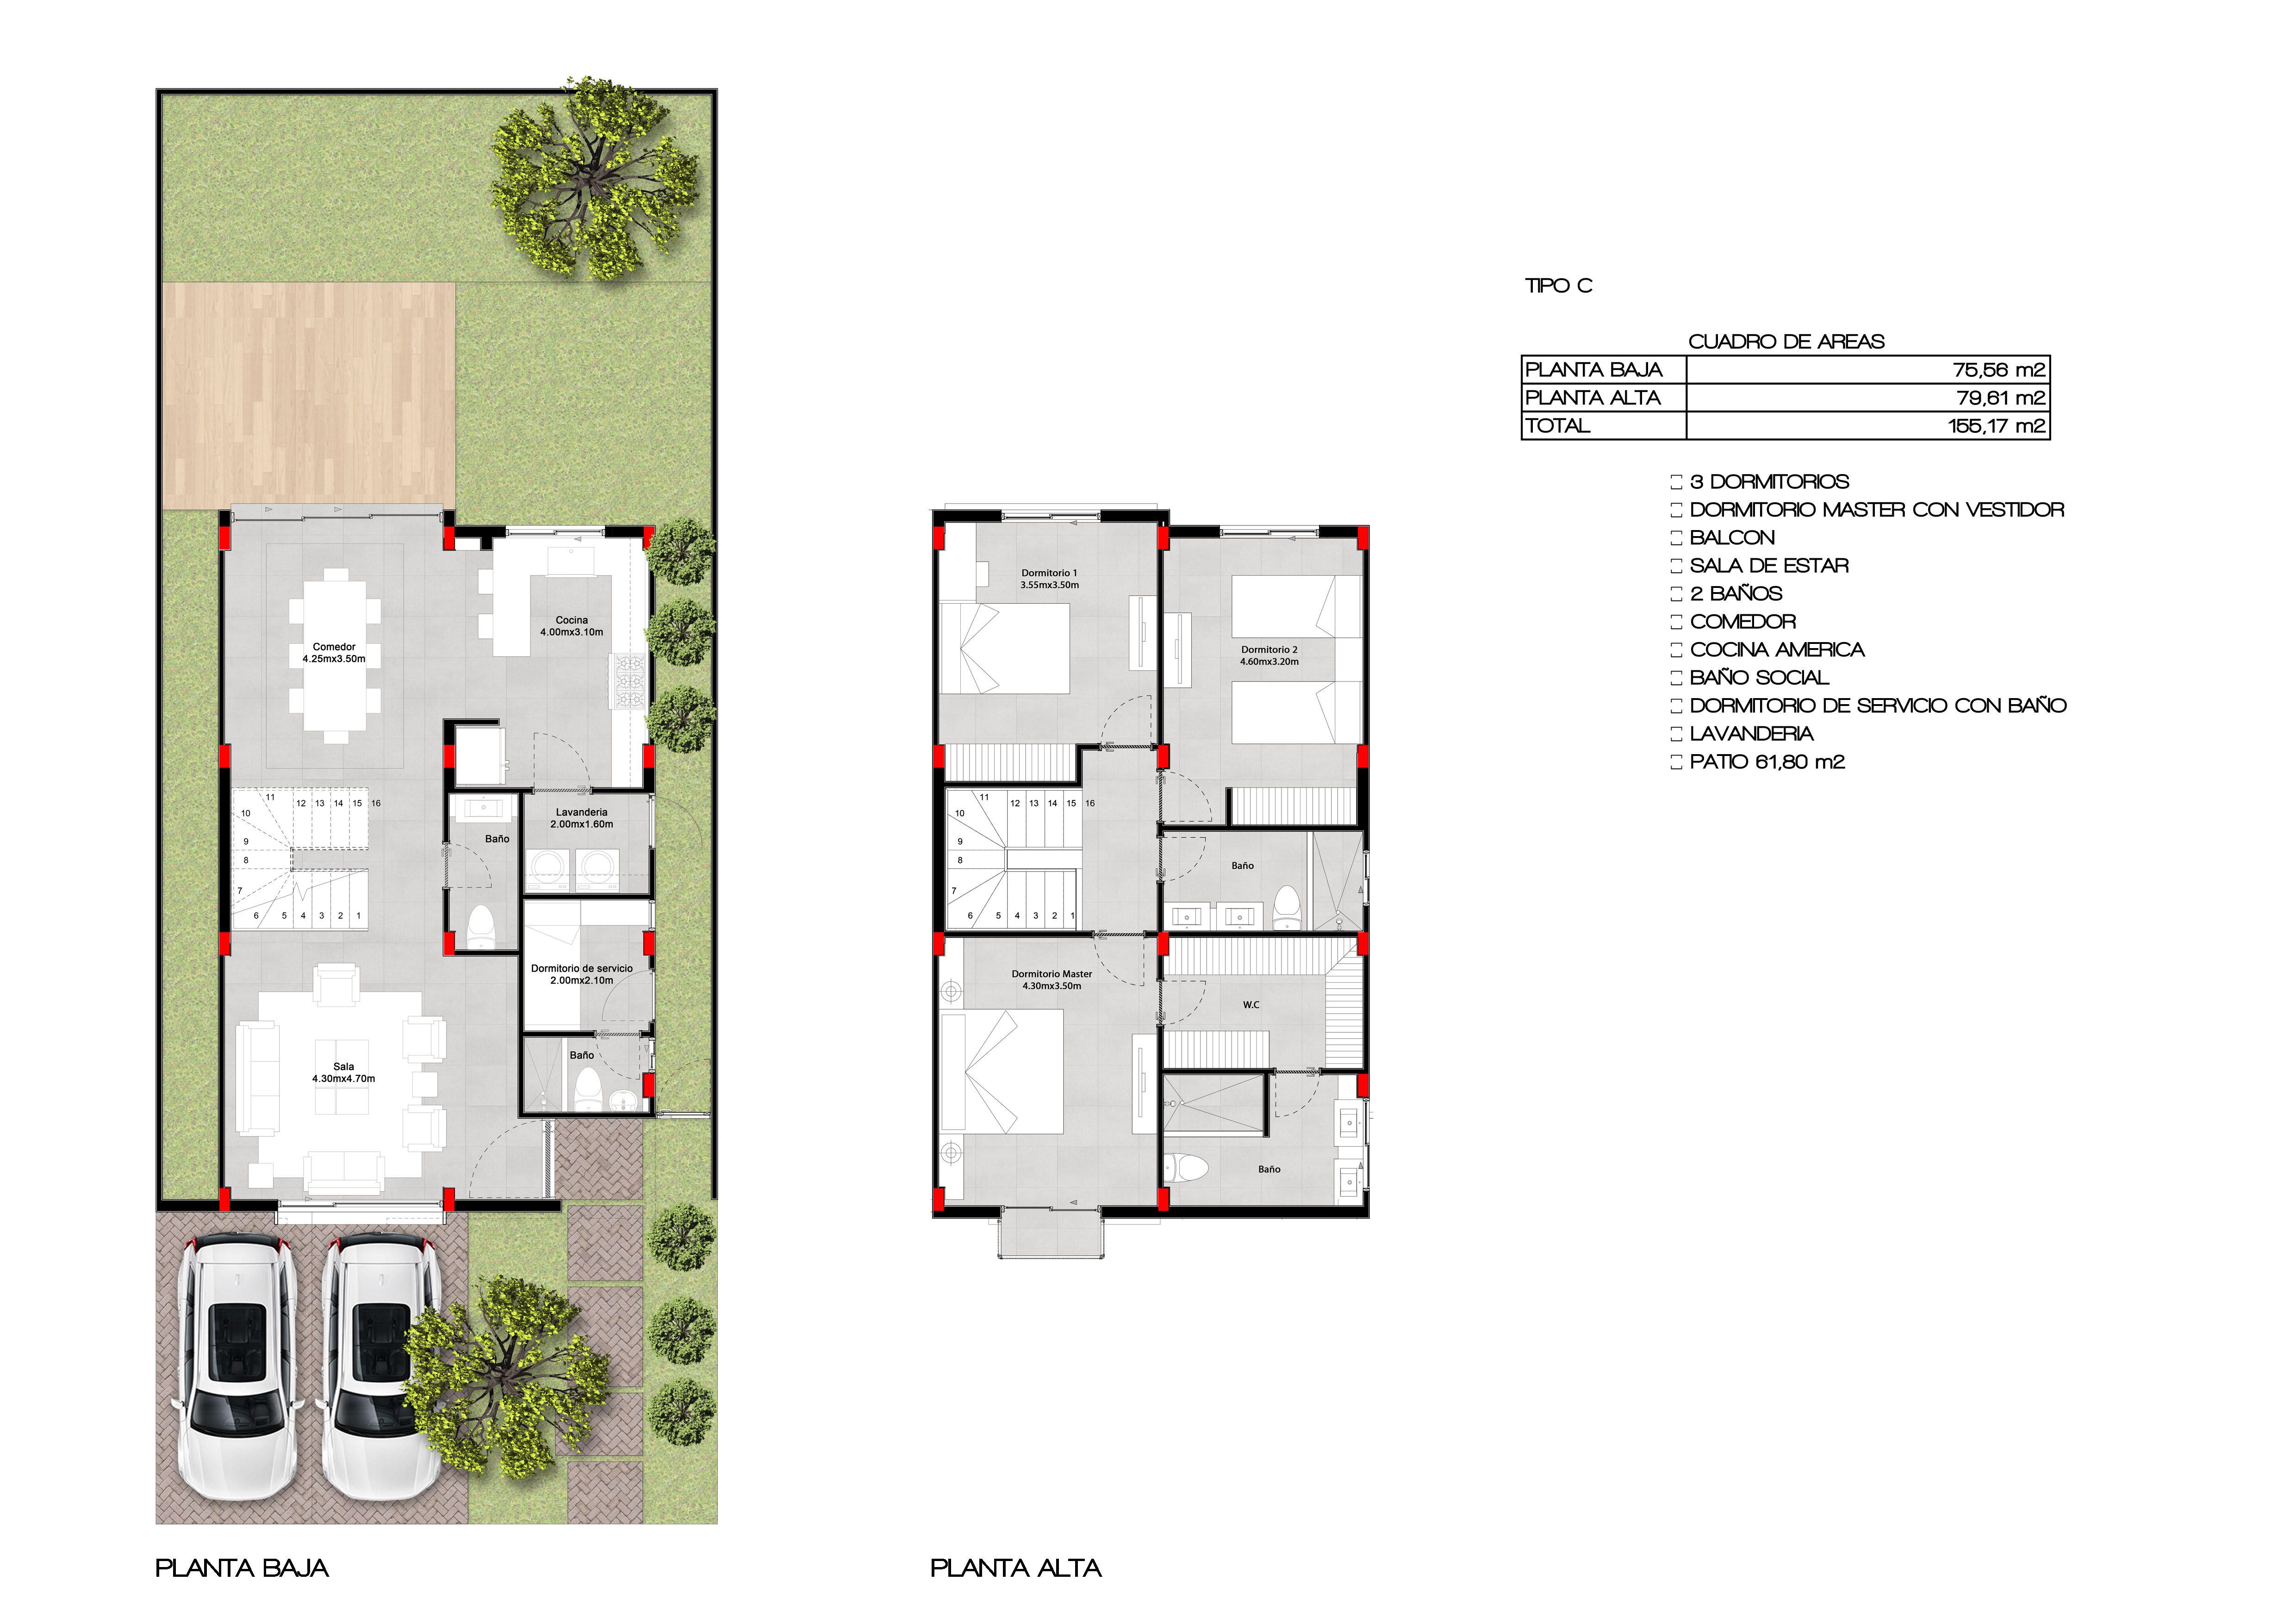 TIPO C
CUADRO DE AREAS
PLANTA BAJA 75,56 m2
PLANTA ALTA 79,61 m2
TOTAL 155,17 m2
3 DORMITORIOS
DORMITORIO MASTER CON VESTIDOR
BALCON
SALA DE ESTAR
2 BAÑOS
COMEDOR
COCINA AMERICA
BAÑO SOCIAL
DORMITORIO DE SERVICIO CON BAÑO
LAVANDERIA
PATIO 61,80 m2
Cocina
4.00mx3.10m
Comedor
4.25mx3.50m
11 12 13 14 15 16
10
9
8
7
6 5 4 3 2 1
Baño
Lavanderia
2.00mx1.60m
Dormitorio de servicio
2.00mx2.10m
Baño
Sala
4.30mx4.70m
PLANTA BAJA
Dormitorio 1
3.55mx3.50m
Dormitorio 2
4.60mx3.20m
11 12 13 14 15 16
10
9
8
7
6 5 4 3 2 1
Baño
Dormitorio Master
4.30mx3.50m
W.C
Baño
PLANTA ALTA